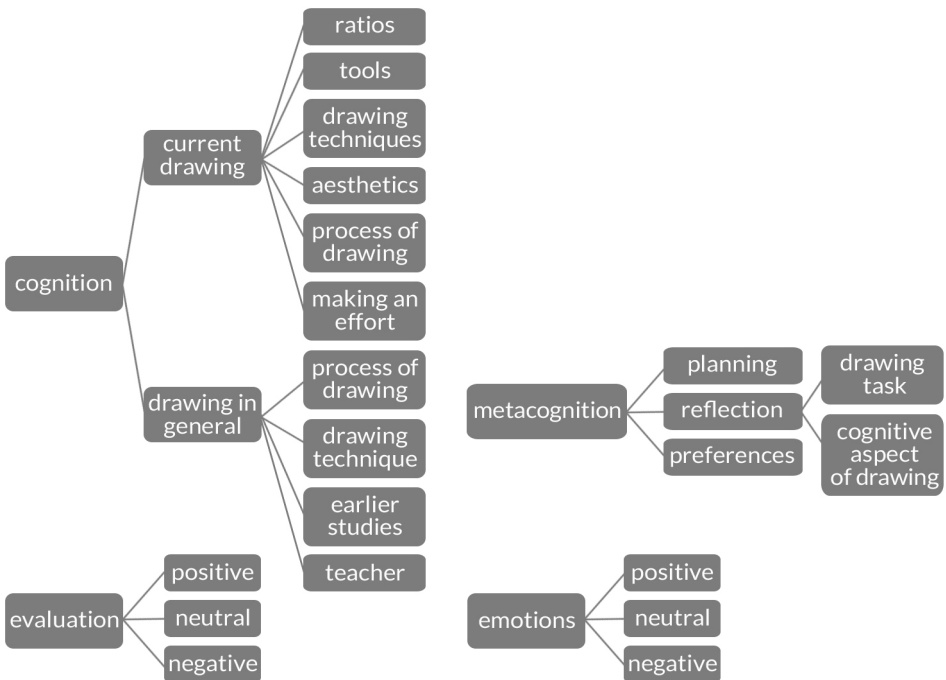 cognition
current
drawing
ratios
tools
drawing
techniques
aesthetics
process of
drawing
making an
effort
drawing in
general
process of
drawing
drawing
technique
earlier
studies
teacher
metacognition
planning
reflection
preferences
drawing
task
cognitive
aspect
of drawing
evaluation
positive
neutral
negative
emotions
positive
neutral
negative